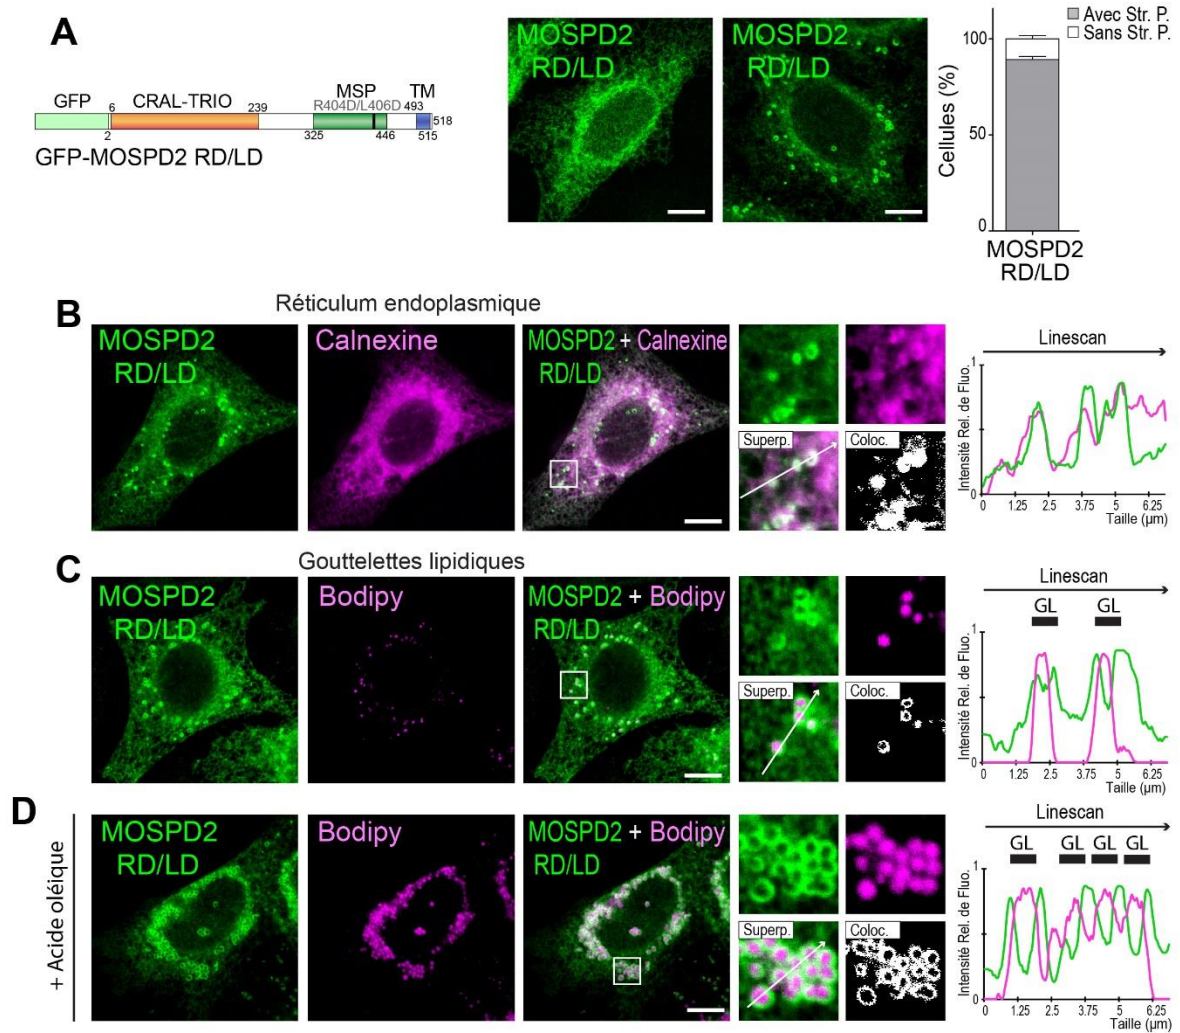 A
GFP
6
CRAL-TRIO
239
MSP
R404D/L406D
TM
493
518
2
325
446
515
GFP-MOSPD2 RD/LD
MOSPD2
RD/LD
MOSPD2
RD/LD
Cellules (%)
100
50
0
MOSPD2
RD/LD
Avec Str. P.
Sans Str. P.
B
Réticulum endoplasmique
MOSPD2
RD/LD
Calnexine
MOSPD2 + Calnexine
RD/LD
Superp.
Coloc.
Linescan
Intensité Rel. de Fluo.
1
0
0
1.25
2.5
3.75
5
6.25
Taille (µm)
C
Gouttelettes lipidiques
MOSPD2
RD/LD
Bodipy
MOSPD2 + Bodipy
RD/LD
Superp.
Coloc.
Linescan
GL
GL
Intensité Rel. de Fluo.
1
0
0
1.25
2.5
3.75
5
6.25
Taille (µm)
D
+ Acide oléique
MOSPD2
RD/LD
Bodipy
MOSPD2 + Bodipy
RD/LD
Superp.
Coloc.
Linescan
GL
GL
GL
GL
Intensité Rel. de Fluo.
1
0
0
1.25
2.5
3.75
5
6.25
Taille (µm)